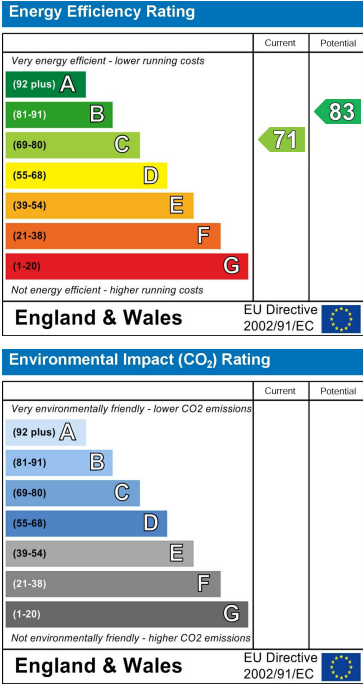 Energy Efficiency Rating
Current Potential
Very energy efficient - lower running costs
(92 plus) A
(81-91) B
(69-80) C
(55-68) D
(39-54) E
(21-38) F
(1-20) G
71
83
Not energy efficient - higher running costs
England & Wales
EU Directive
2002/91/EC
Environmental Impact (CO₂) Rating
Current Potential
Very environmentally friendly - lower CO2 emissions
(92 plus) A
(81-91) B
(69-80) C
(55-68) D
(39-54) E
(21-38) F
(1-20) G
Not environmentally friendly - higher CO2 emissions
England & Wales
EU Directive
2002/91/EC